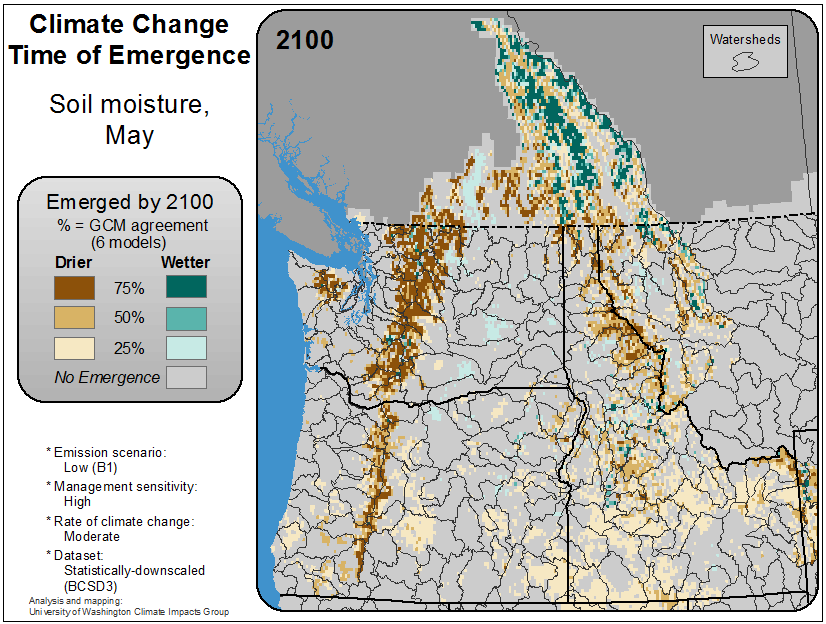 Climate Change
Time of Emergence
Soil moisture,
May
Emerged by 2100
% = GCM agreement
(6 models)
Drier Wetter
75%
50%
25%
No Emergence
* Emission scenario:
Low (B1)
* Management sensitivity:
High
* Rate of climate change:
Moderate
* Dataset:
Statistically-downscaled
(BCSD3)
Analysis and mapping:
University of Washington Climate Impacts Group
2100
Watersheds